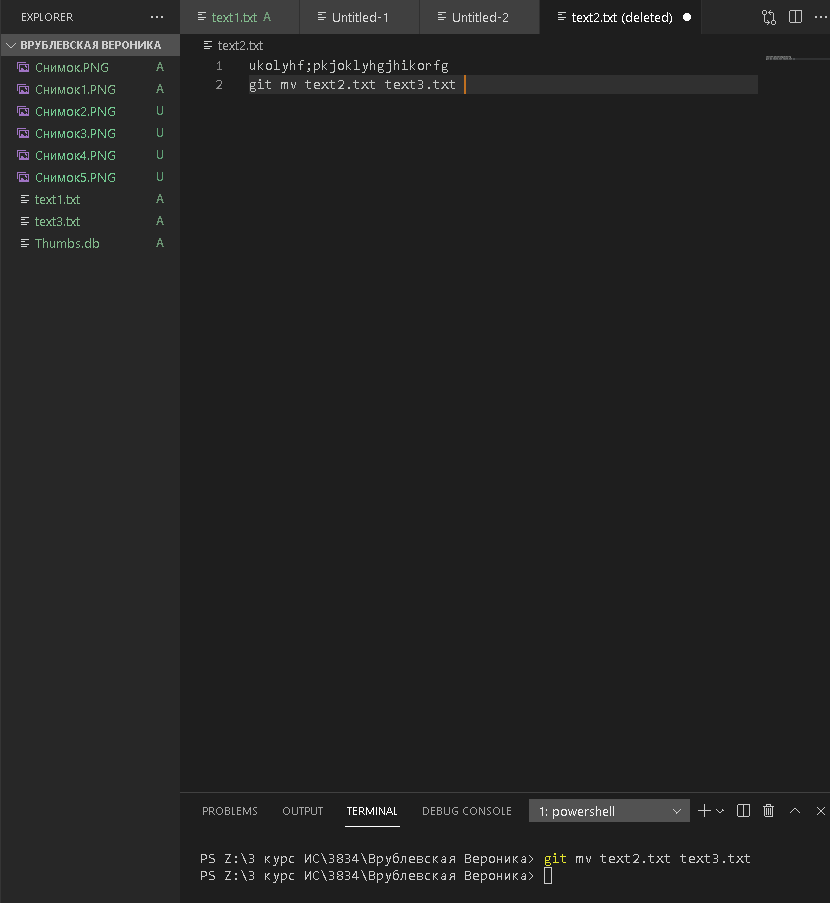 EXPLORER
text1.txt A
Untitled-1
Untitled-2
text2.txt (deleted)
ВРУБЛЕВСКАЯ ВЕРОНИКА
Снимок.PNG A
Снимок1.PNG A
Снимок2.PNG U
Снимок3.PNG U
Снимок4.PNG U
Снимок5.PNG U
text1.txt A
text3.txt A
Thumbs.db A
text2.txt
1 ukolyhf;pkjoklyhgjhikorfg
2 git mv text2.txt text3.txt
PROBLEMS OUTPUT TERMINAL DEBUG CONSOLE 1: powershell
PS Z:\3 курс ИС\3834\Врублевская Вероника> git mv text2.txt text3.txt
PS Z:\3 курс ИС\3834\Врублевская Вероника>